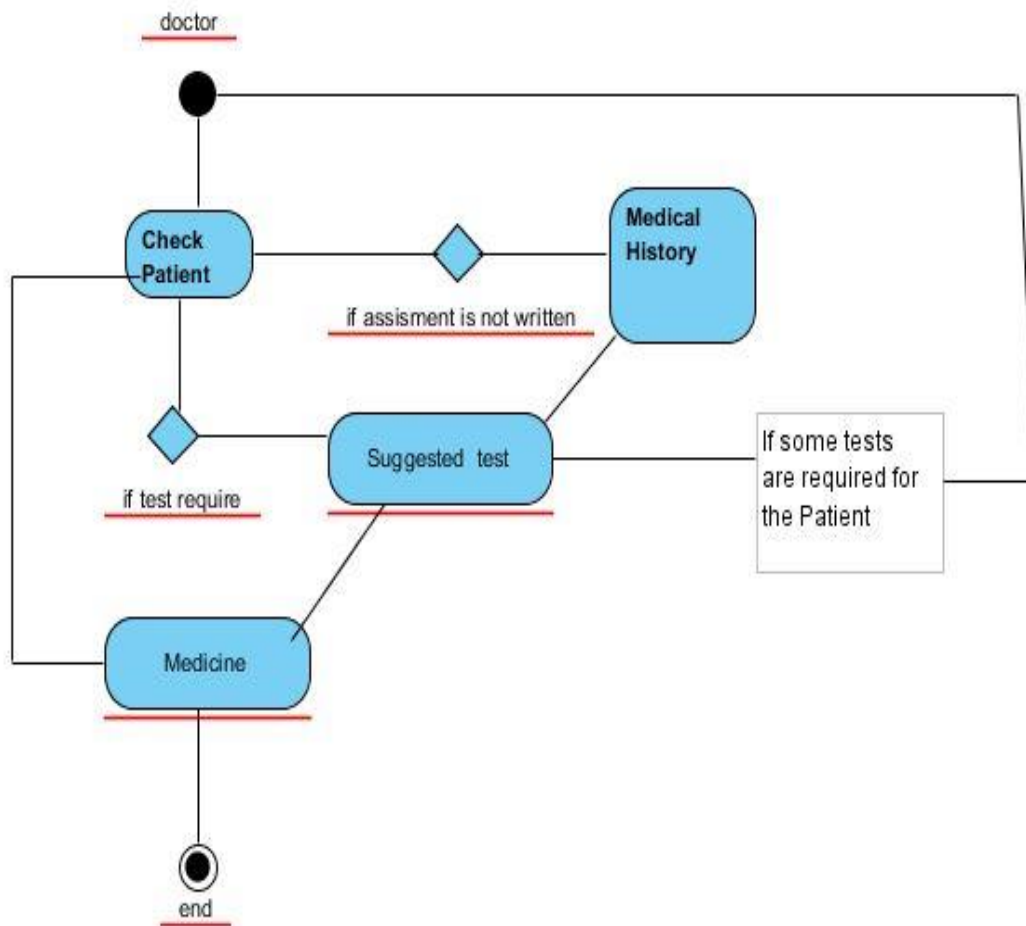 doctor
Check
Patient
Medical
History
if assisment is not written
Suggested test
If some tests
are required for
the Patient
if test require
Medicine
end